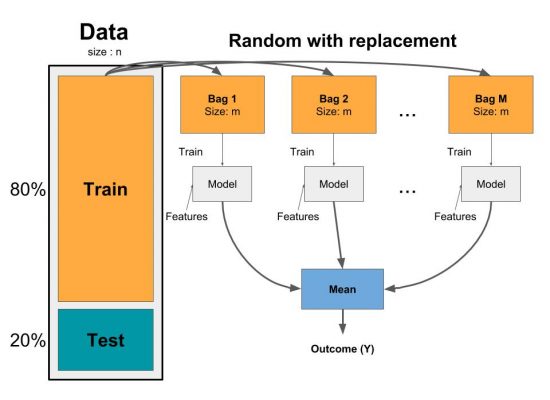 Data
size : n
Random with replacement
80%
Train
20%
Test
Bag 1
Size: m
Bag 2
Size: m
...
Bag M
Size: m
Train
Train
Train
Model
Model
...
Model
Features
Features
Features
Mean
Outcome (Y)